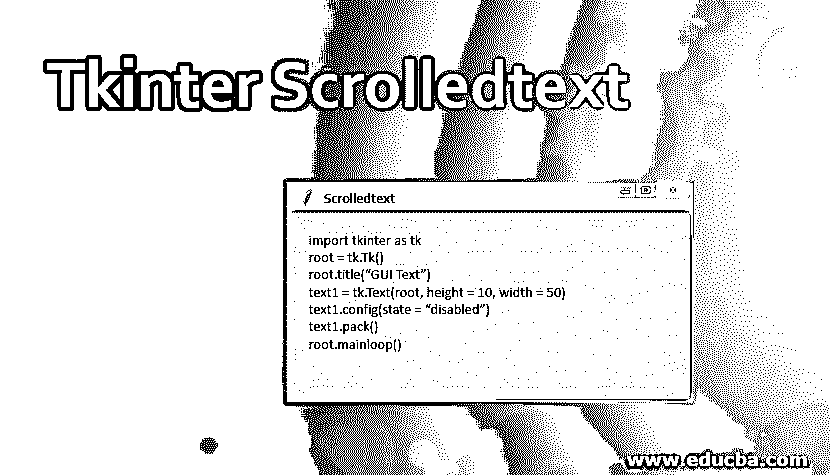 Tkinter Scrolledtext
Scrolledtext
import tkinter as tk
root = tk.Tk()
root.title(“GUI Text”)
text1 = tk.Text(root, height = 10, width = 50)
text1.config(state = “disabled”)
text1.pack()
root.mainloop()
www.educba.com